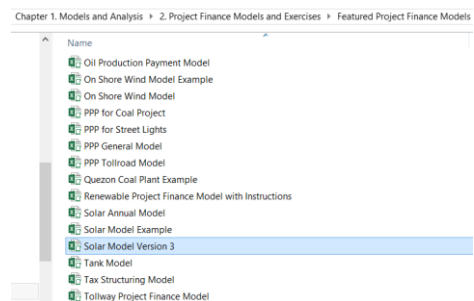 Chapter 1. Models and Analysis › 2. Project Finance Models and Exercises › Featured Project Finance Models
Name
Oil Production Payment Model
On Shore Wind Model Example
On Shore Wind Model
PPP for Coal Project
PPP for Street Lights
PPP General Model
PPP Tollroad Model
Quezon Coal Plant Example
Renewable Project Finance Model with Instructions
Solar Annual Model
Solar Model Example
Solar Model Version 3
Tank Model
Tax Structuring Model
Tollway Project Finance Model